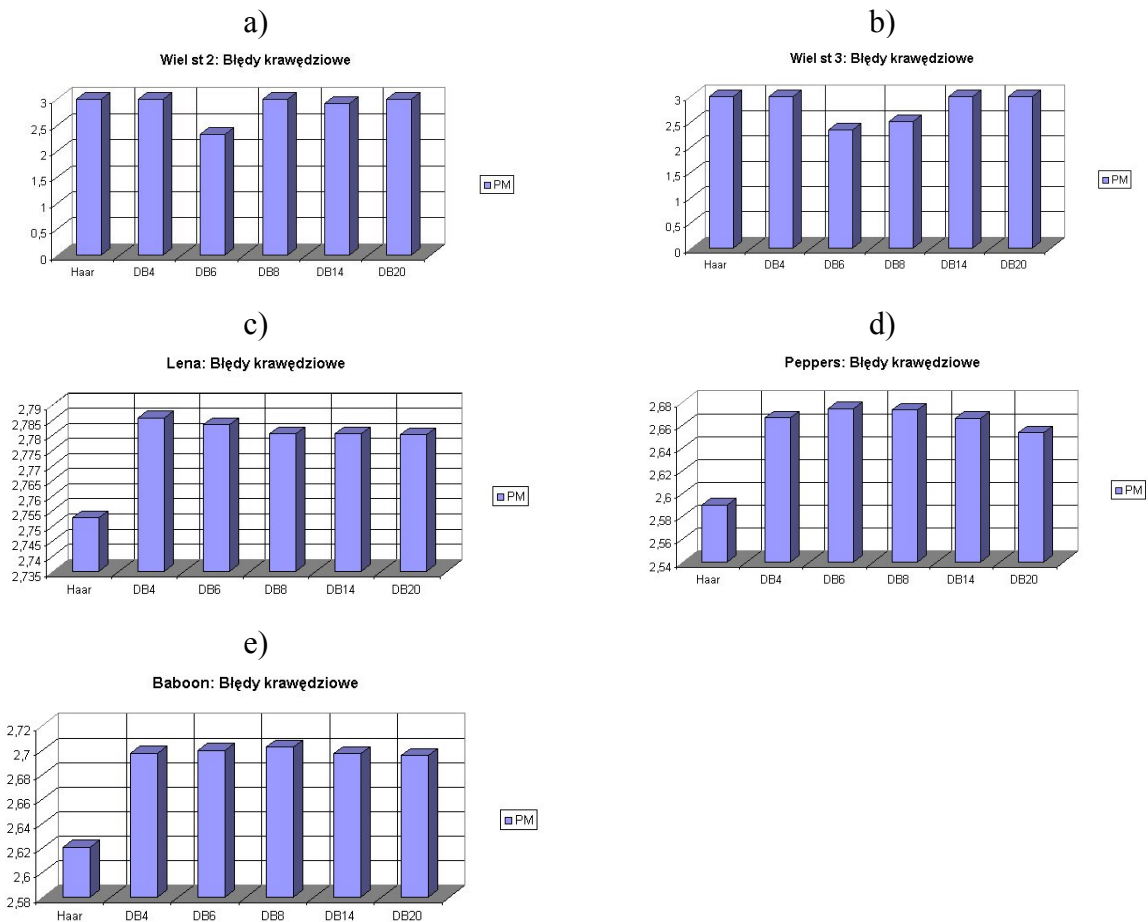 a)
Wiel st 2: Błędy krawędziowe
3
2,5
2
1,5
1
0,5
0
Haar DB4 DB6 DB8 DB14 DB20
PM
b)
Wiel st 3: Błędy krawędziowe
3
2,5
2
1,5
1
0,5
0
Haar DB4 DB6 DB8 DB14 DB20
PM
c)
Lena: Błędy krawędziowe
2,79
2,785
2,78
2,775
2,77
2,765
2,76
2,755
2,75
2,745
2,74
2,735
Haar DB4 DB6 DB8 DB14 DB20
PM
d)
Peppers: Błędy krawędziowe
2,68
2,66
2,64
2,62
2,6
2,58
2,56
2,54
Haar DB4 DB6 DB8 DB14 DB20
PM
e)
Baboon: Błędy krawędziowe
2,72
2,7
2,68
2,66
2,64
2,62
2,6
2,58
Haar DB4 DB6 DB8 DB14 DB20
PM